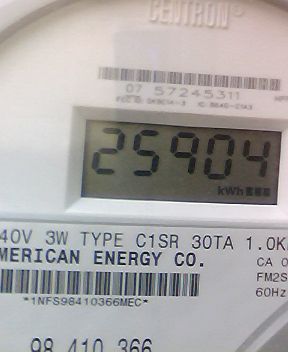 CENTRON®
07 57245311
25904
kWh
40V 3W TYPE C1SR 30TA 1.0K
MERICAN ENERGY CO.
CA 0
FM2S
60Hz
*1NFS98410366MEC*
98 410 366